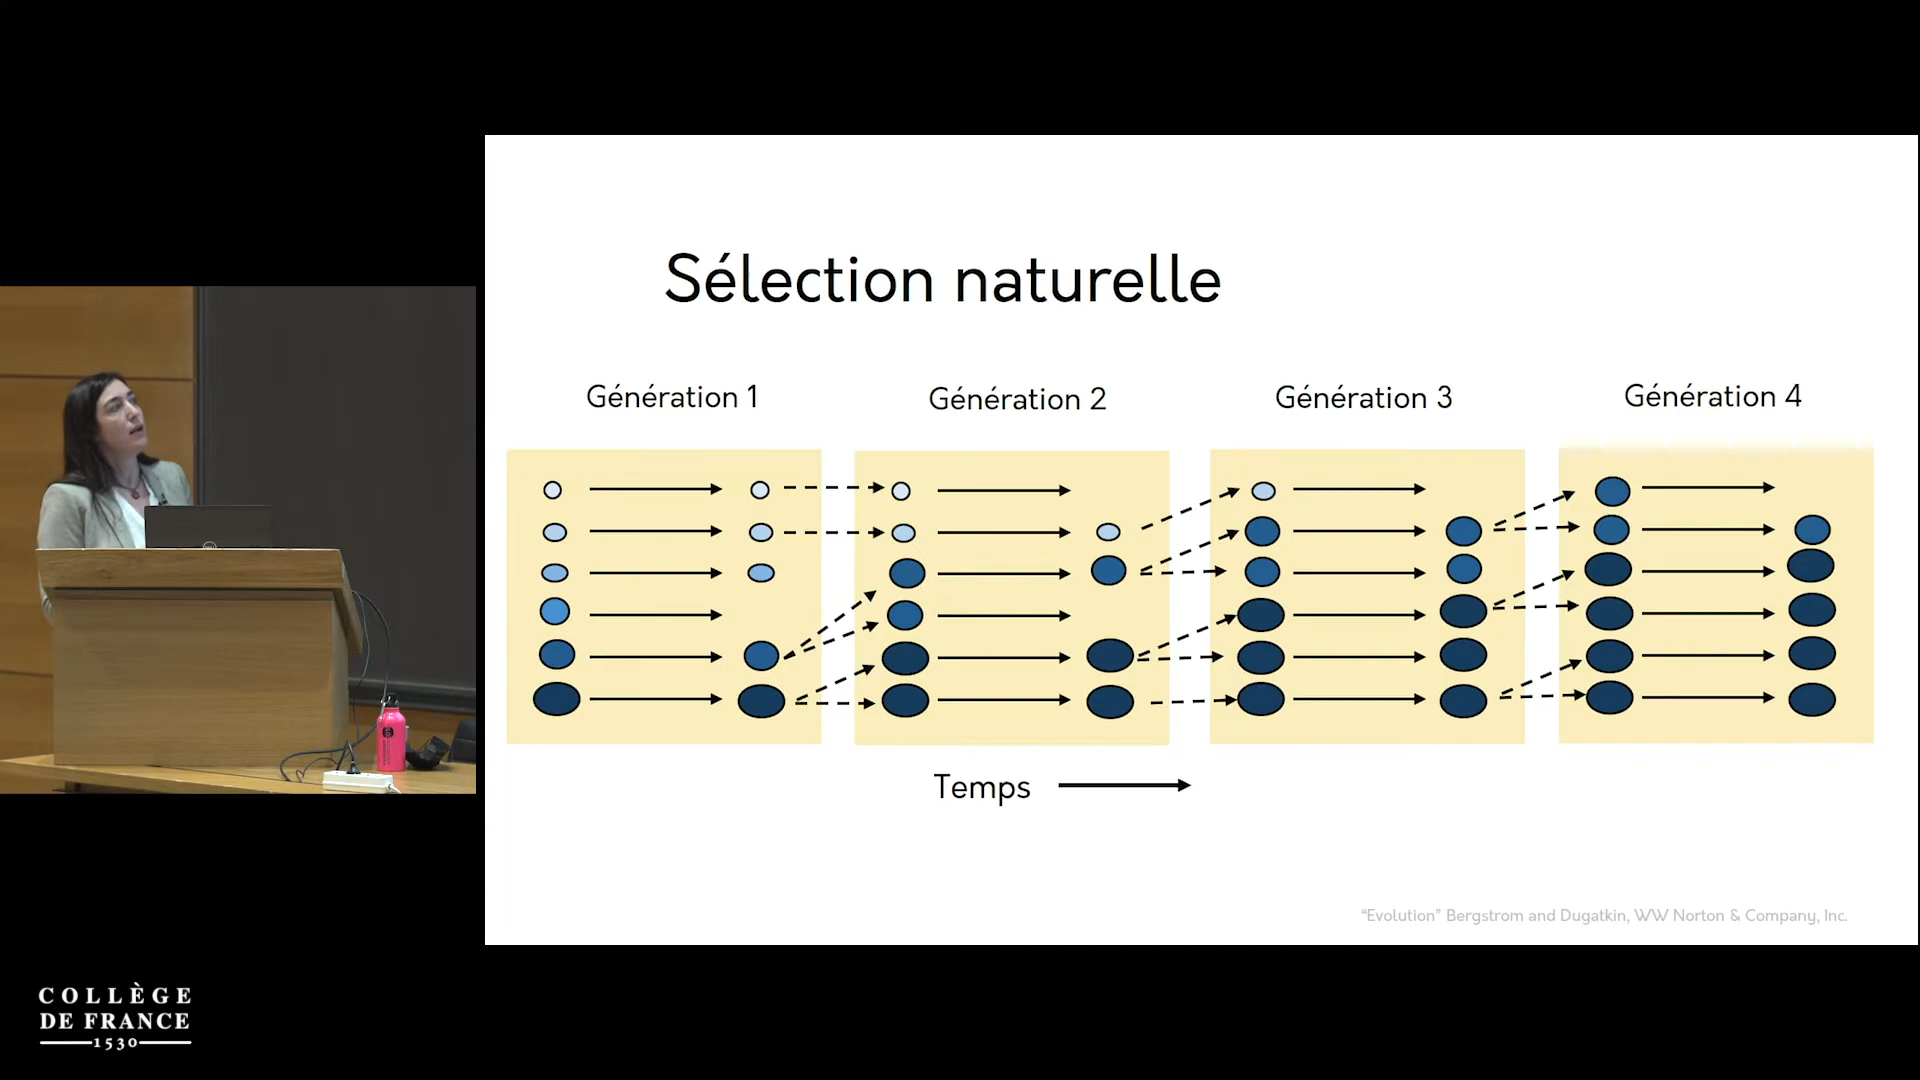 Sélection naturelle
Génération 1
Génération 2
Génération 3
Génération 4
Temps
“Evolution” Bergstrom and Dugatkin, WW Norton & Company, Inc.
COLLÈGE
DE FRANCE
1530